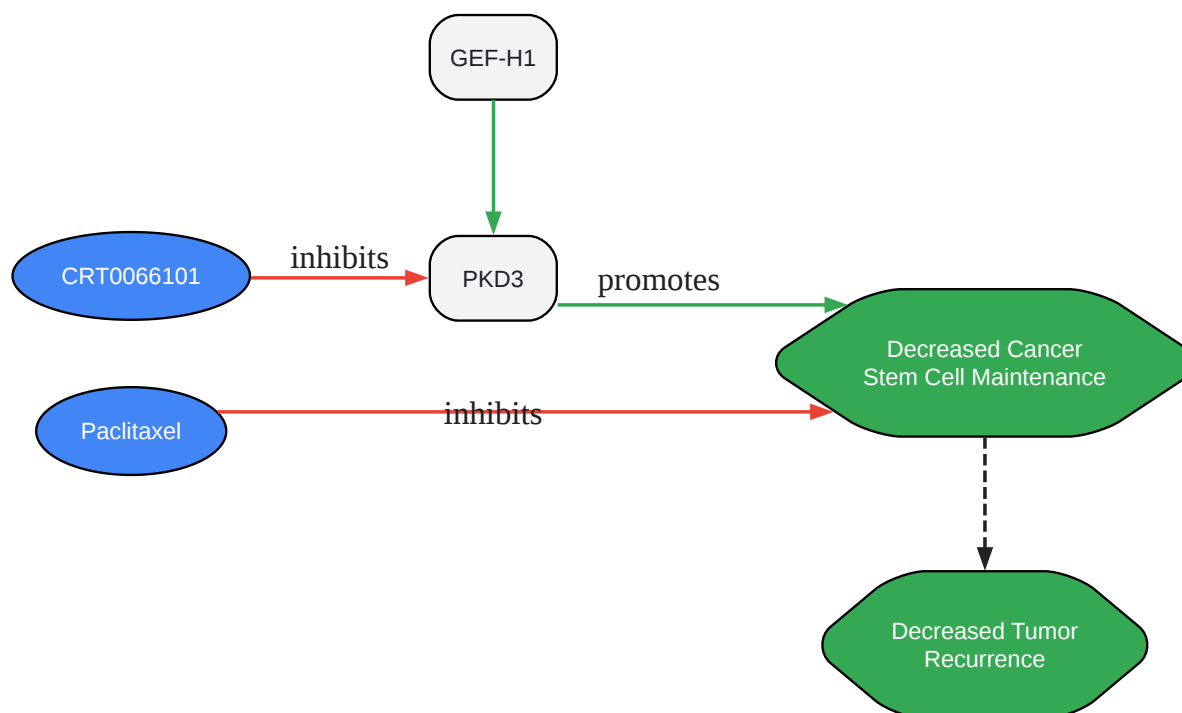 GEF-H1
CRT0066101
inhibits
PKD3
promotes
Decreased Cancer
Stem Cell Maintenance
Paclitaxel
inhibits
Decreased Tumor
Recurrence